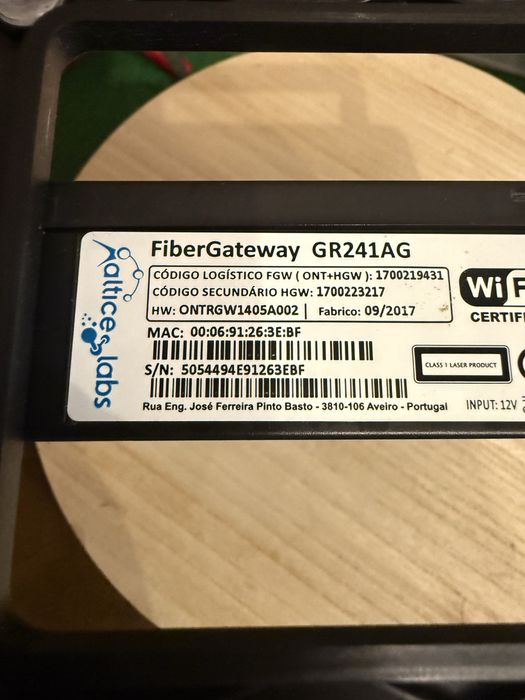 altice labs
FiberGateway GR241AG
CÓDIGO LOGÍSTICO FGW ( ONT+HGW ): 1700219431
CÓDIGO SECUNDÁRIO HGW: 1700223217
HW: ONTRGW1405A002 | Fabrico: 09/2017
MAC: 00:06:91:26:3E:BF
S/N: 5054494E91263EBF
Rua Eng. José Ferreira Pinto Basto - 3810-106 Aveiro - Portugal
Wi F
CERTIF
CLASS 1 LASER PRODUCT
INPUT: 12V